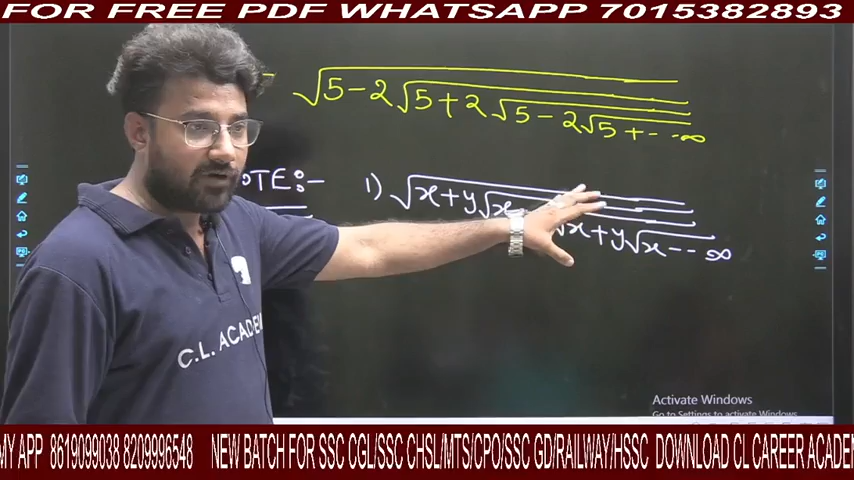 FOR FREE PDF WHATSAPP 7015382893
√5-2√5+2√5-2√5+--∞
OTE:-
1) √x+y√x √x+y√x--∞
C.L. ACADE
Activate Windows
Go to Settings to activate Windows.
MY APP 8619099038 8209996548 NEW BATCH FOR SSC CGL/SSC CHSL/MTS/CPO/SSC GD/RAILWAY/HSSC DOWNLOAD CL CAREER ACADE